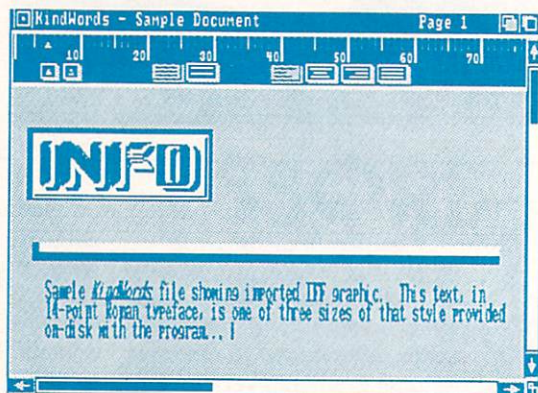 KindWords - Sample Document Page 1
10 20 30 40 50 60 70
INFO
Sample KindWords file showing imported IFF graphic. This text, in
14-point Roman typeface, is one of three sizes of that style provided
on-disk with the program...